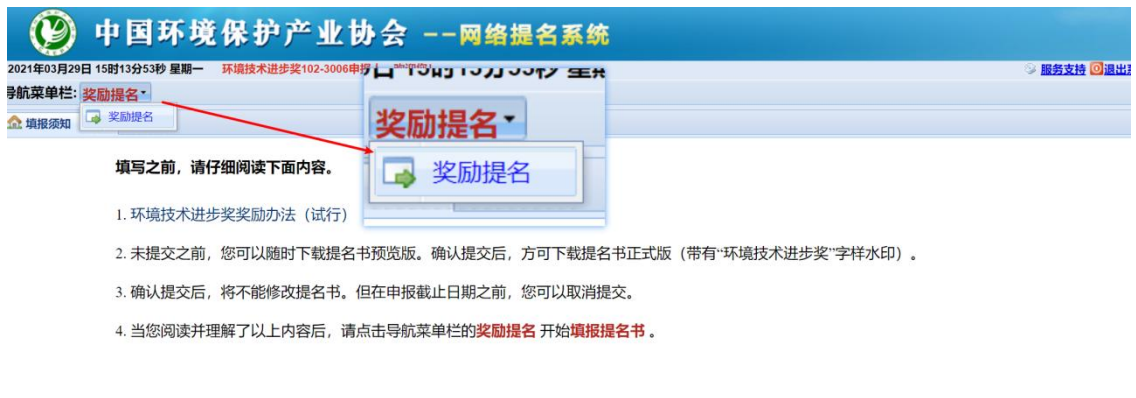 中国环境保护产业协会 --网络提名系统
2021年03月29日 15时13分53秒 星期一 环境技术进步奖102-3006申报
服务支持 退出
导航菜单栏: 奖励提名
填报须知 奖励提名
奖励提名
奖励提名
填写之前，请仔细阅读下面内容。
1. 环境技术进步奖奖励办法（试行）
2. 未提交之前，您可以随时下载提名书预览版。确认提交后，方可下载提名书正式版（带有“环境技术进步奖”字样水印）。
3. 确认提交后，将不能修改提名书。但在申报截止日期之前，您可以取消提交。
4. 当您阅读并理解了以上内容后，请点击导航菜单栏的奖励提名 开始填报提名书 。